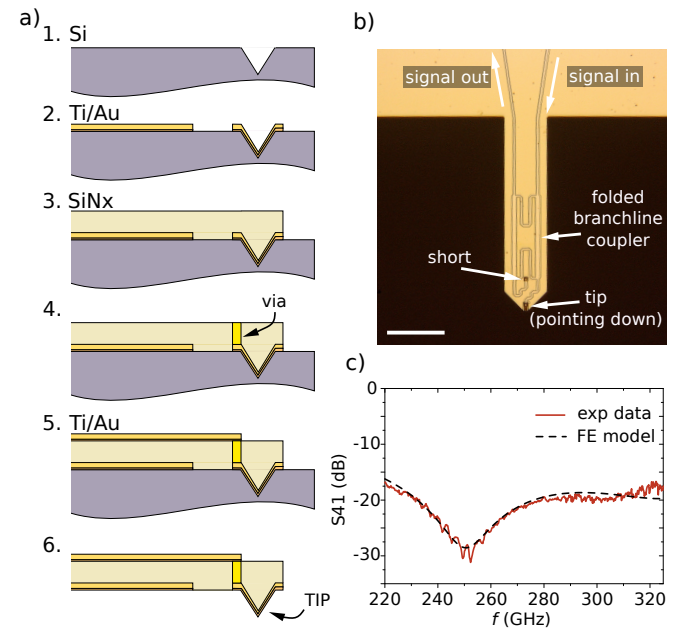 a)
1. Si
2. Ti/Au
3. SiNx
4.
via
5. Ti/Au
6.
TIP
b)
signal out
signal in
folded
branchline
coupler
short
tip
(pointing down)
c)
S41 (dB)
0
-10
-20
-30
exp data
FE model
220
240
260
280
300
320
f (GHz)